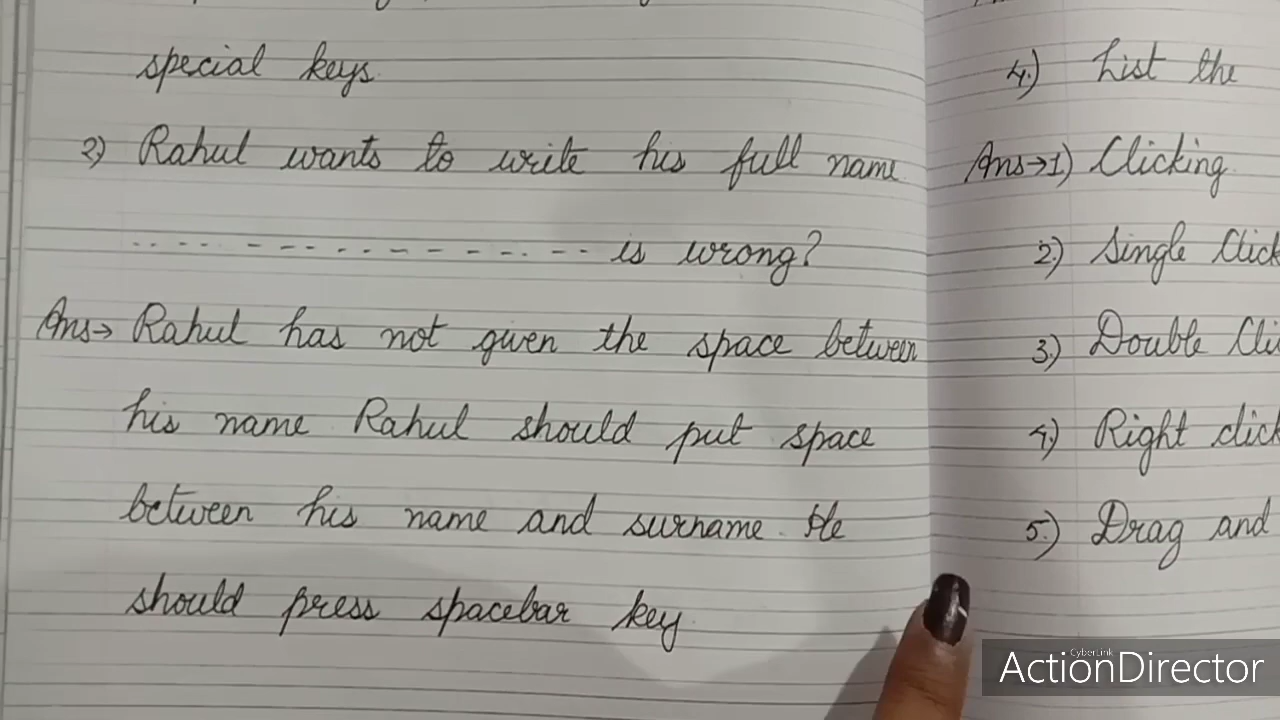 special keys.
2) Rahul wants to write his full name
.... - - - - - - - - - .. - - - is wrong?
Ans→ Rahul has not given the space between
his name Rahul should put space
between his name and surname. He
should press spacebar key.
4.) List the
Ans→1) Clicking
2.) Single Click
3.) Double Cli
4.) Right click
5.) Drag and
CyberLink
ActionDirector